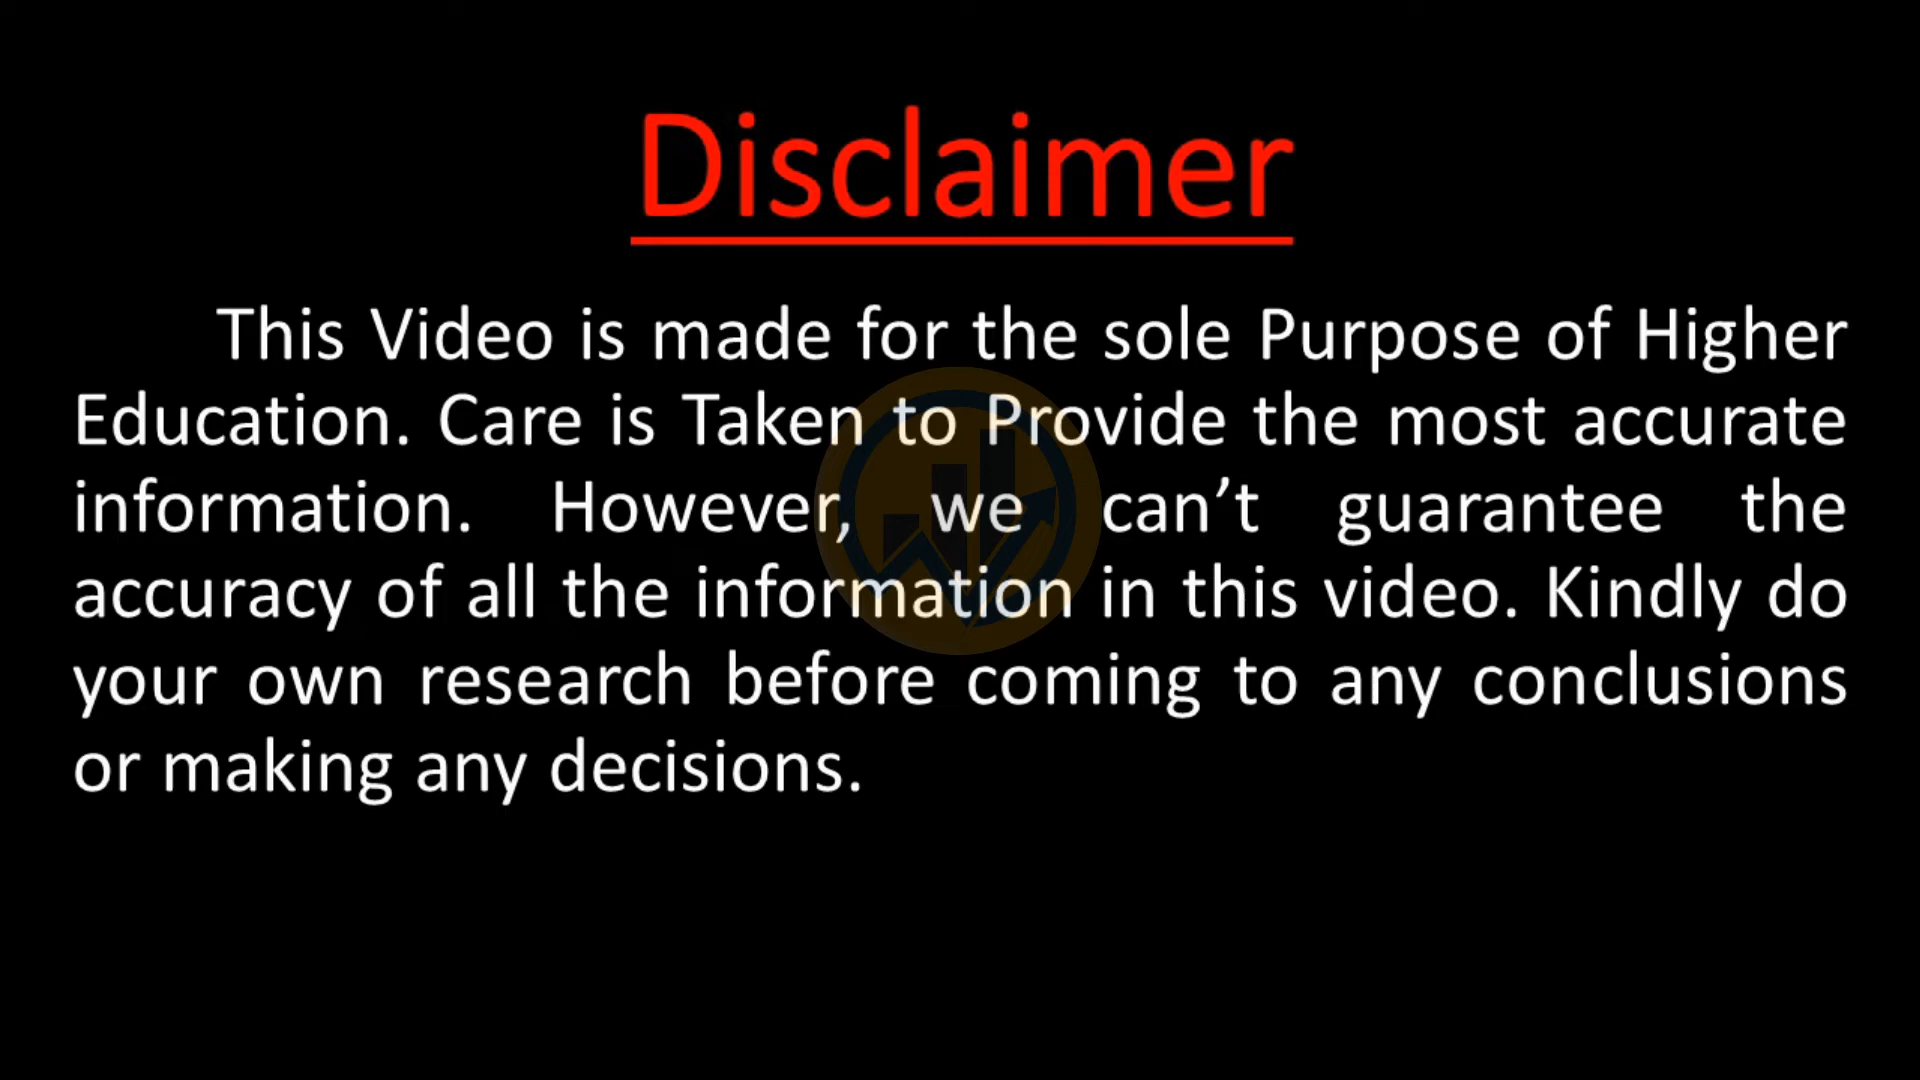 Disclaimer
This Video is made for the sole Purpose of Higher
Education. Care is Taken to Provide the most accurate
information. However, we can’t guarantee the
accuracy of all the information in this video. Kindly do
your own research before coming to any conclusions
or making any decisions.